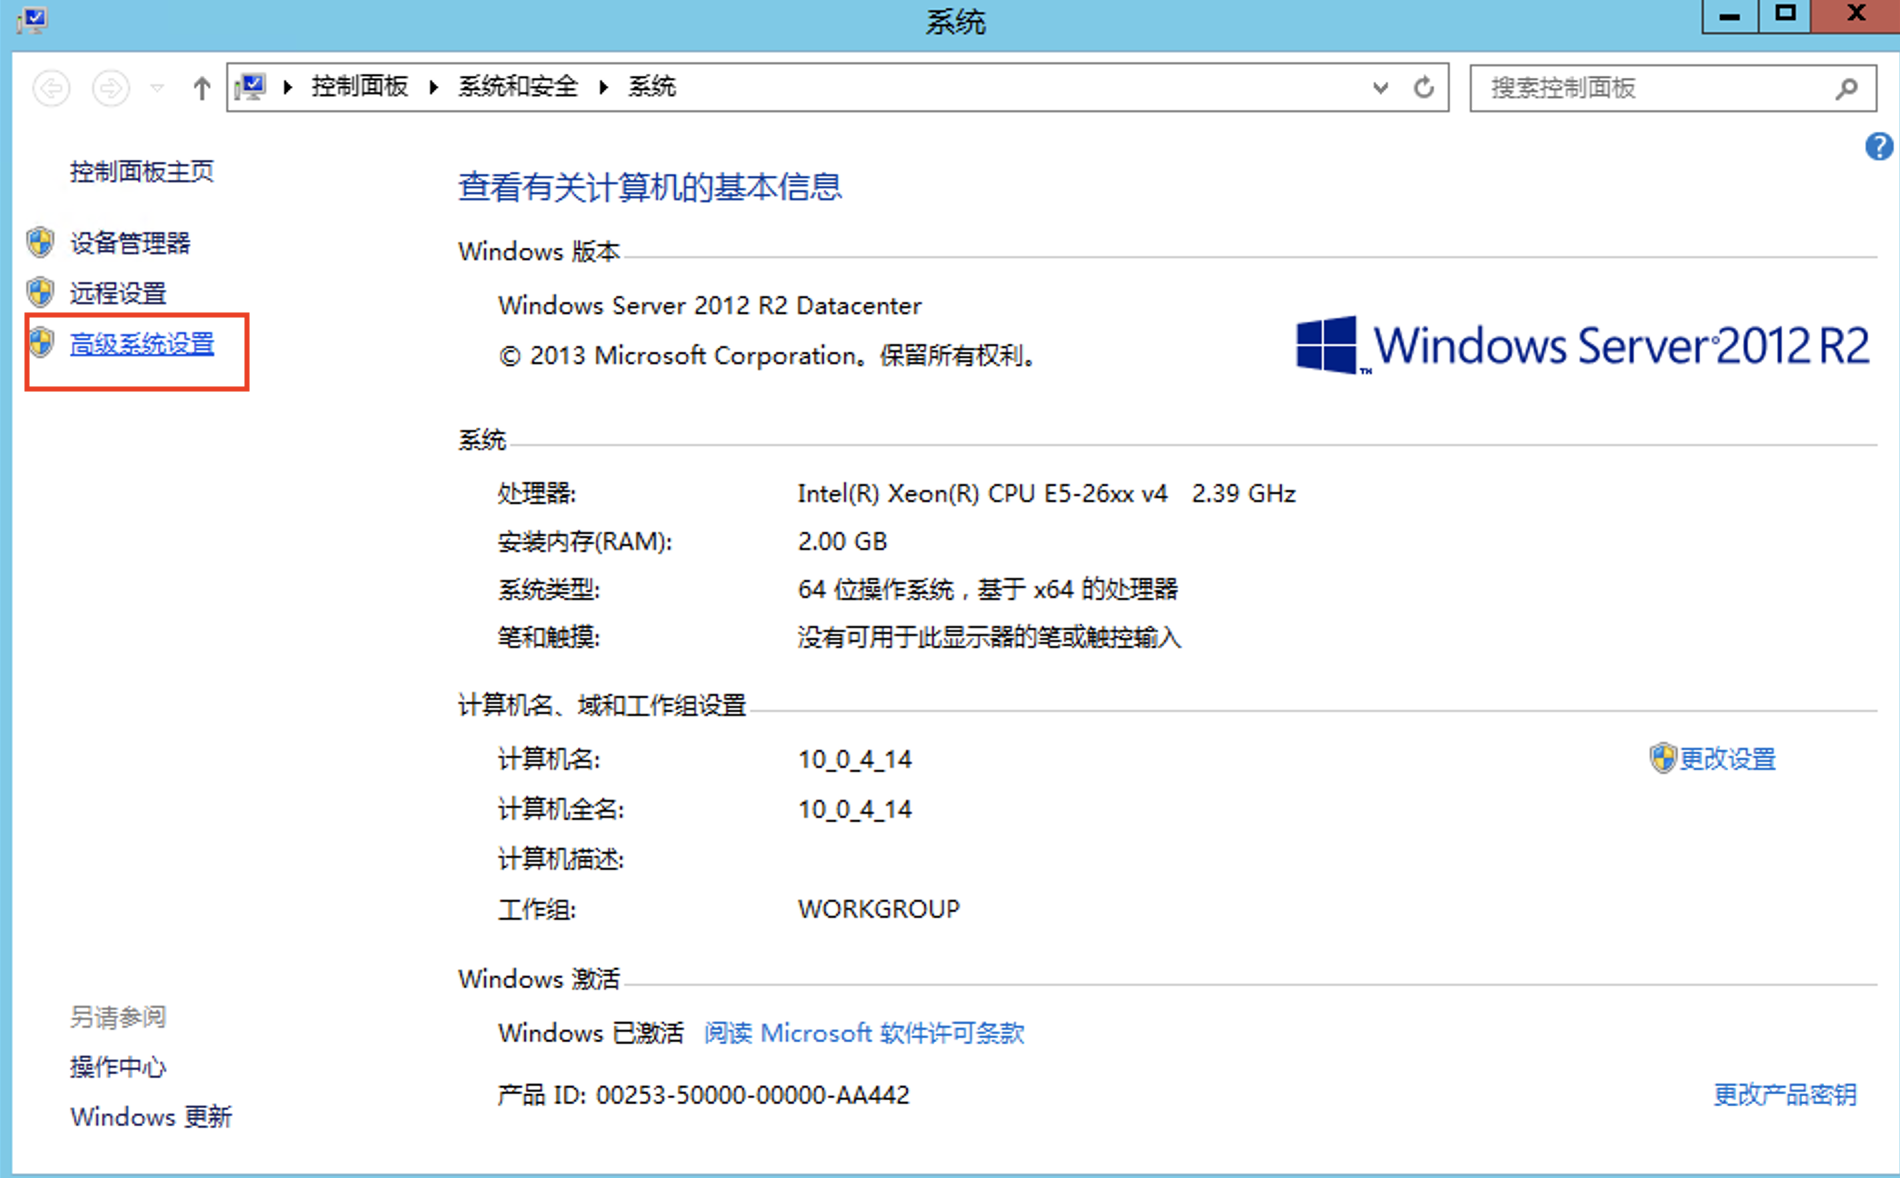 系统
控制面板 系统和安全 系统
搜索控制面板
控制面板主页
设备管理器
远程设置
高级系统设置
查看有关计算机的基本信息
Windows 版本
Windows Server 2012 R2 Datacenter
© 2013 Microsoft Corporation。保留所有权利。
Windows Server 2012 R2
系统
处理器: Intel(R) Xeon(R) CPU E5-26xx v4 2.39 GHz
安装内存(RAM): 2.00 GB
系统类型: 64 位操作系统，基于 x64 的处理器
笔和触摸: 没有可用于此显示器的笔或触控输入
计算机名、域和工作组设置
计算机名: 10_0_4_14 更改设置
计算机全名: 10_0_4_14
计算机描述:
工作组: WORKGROUP
Windows 激活
Windows 已激活 阅读 Microsoft 软件许可条款
产品 ID: 00253-50000-00000-AA442 更改产品密钥
另请参阅
操作中心
Windows 更新